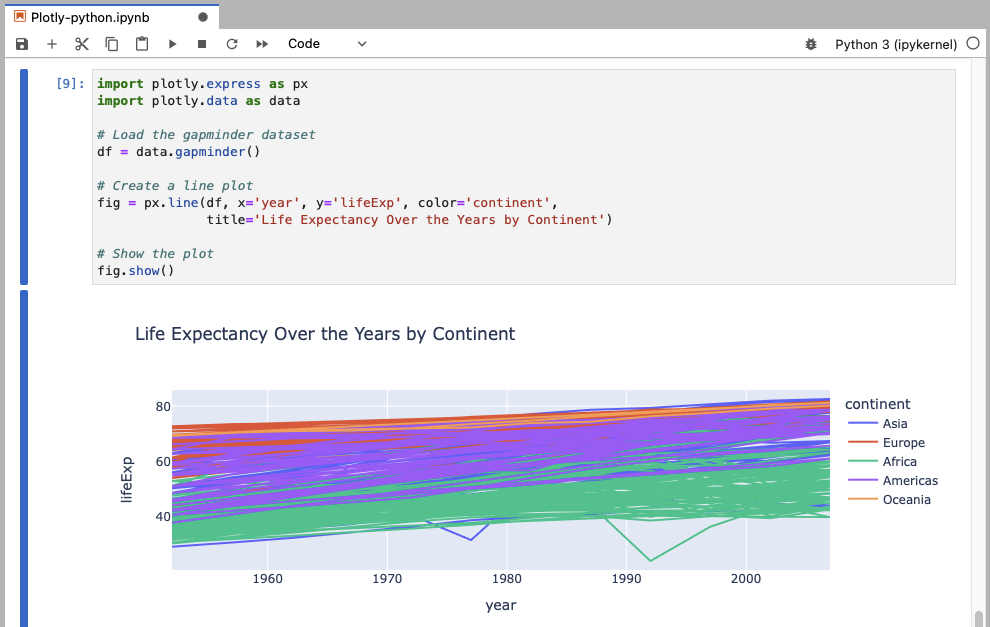 Plotly-python.ipynb
Code
Python 3 (ipykernel)
[9]:
import plotly.express as px
import plotly.data as data
# Load the gapminder dataset
df = data.gapminder()
# Create a line plot
fig = px.line(df, x='year', y='lifeExp', color='continent',
title='Life Expectancy Over the Years by Continent')
# Show the plot
fig.show()
Life Expectancy Over the Years by Continent
80
60
40
lifeExp
1960 1970 1980 1990 2000
year
continent
Asia
Europe
Africa
Americas
Oceania